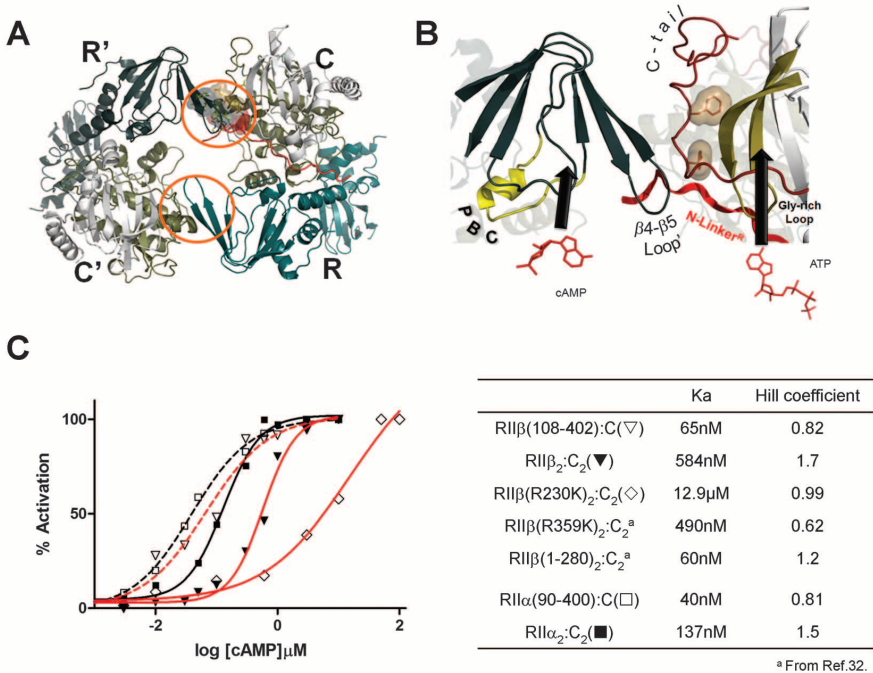 A
R'
C
C'
R
B
C-tail
PBC
cAMP
β4-β5
Loop'
N-Linker
Gly-rich
Loop
ATP
C
% Activation
100
50
0
-2
0
2
log [cAMP]μM
Ka Hill coefficient
RIIβ(108-402):C(▽) 65nM 0.82
RIIβ₂:C₂(▼) 584nM 1.7
RIIβ(R230K)₂:C₂(◇) 12.9μM 0.99
RIIβ(R359K)₂:C₂ᵃ 490nM 0.62
RIIβ(1-280)₂:C₂ᵃ 60nM 1.2
RIIα(90-400):C(□) 40nM 0.81
RIIα₂:C₂(■) 137nM 1.5
ᵃ From Ref.32.